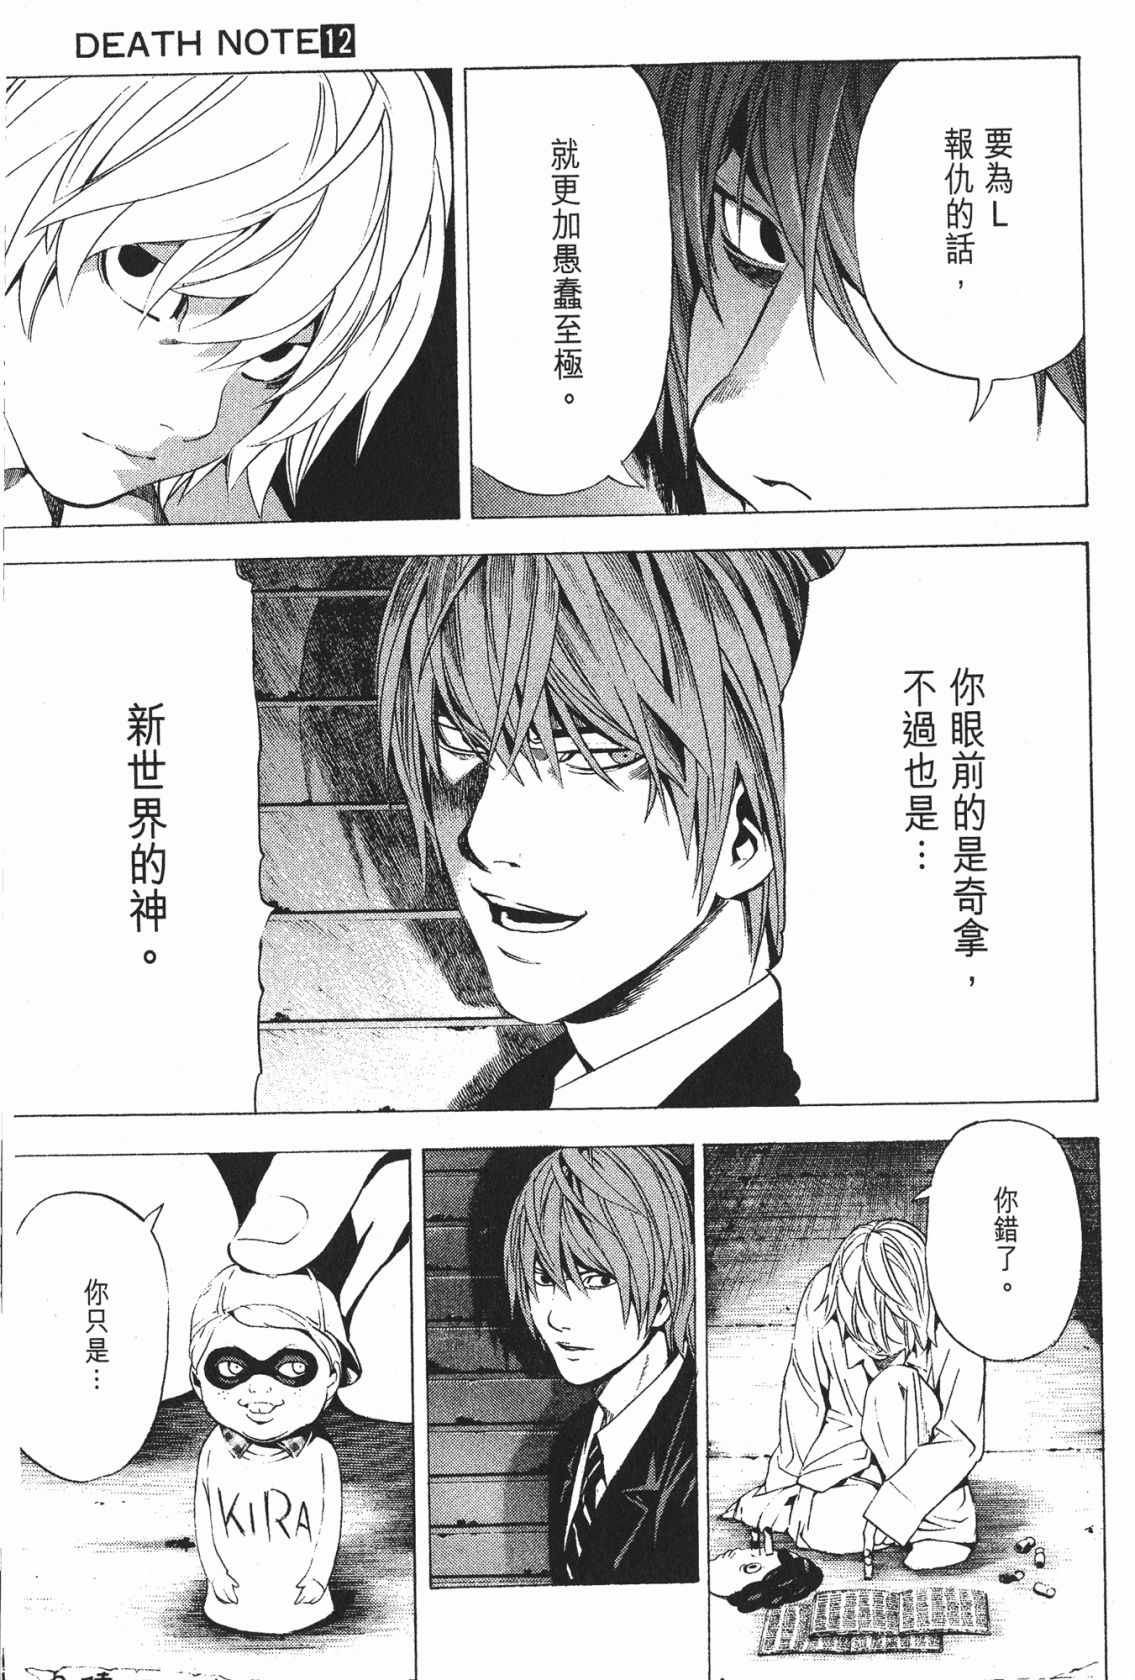 DEATH NOTE 12
要為L
報仇的話，
就更加愚蠢至極。
你眼前的是奇拿，
不過也是…
新世界的神。
你錯了。
你只是…
KIRA